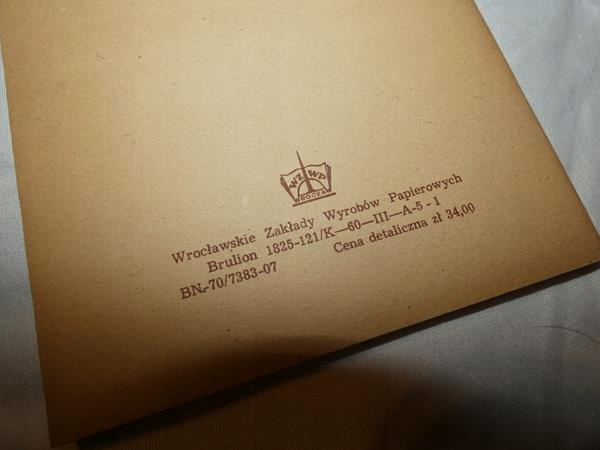 WZWP
WROCŁAW
Wrocławskie Zakłady Wyrobów Papierowych
Brulion 1825-121/K—60—III—A-5 - 1
BN-70/7383-07 Cena detaliczna zł 34,00